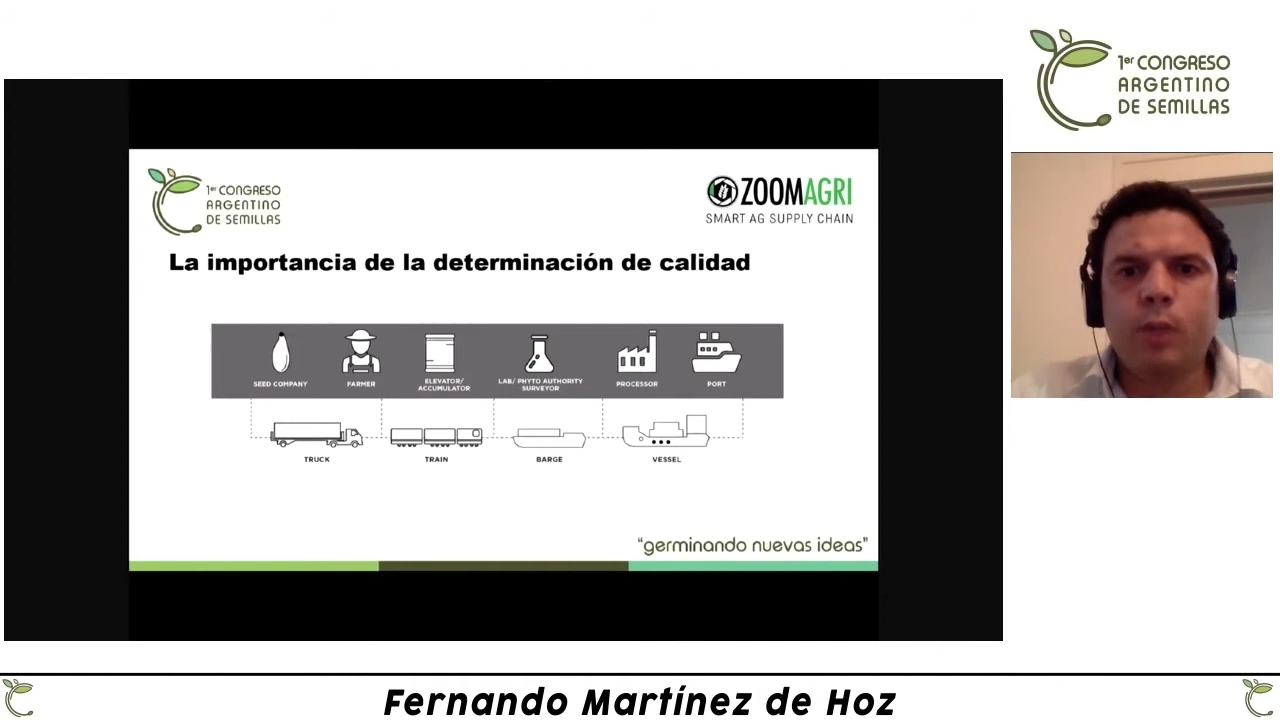 1er CONGRESO
ARGENTINO
DE SEMILLAS
1er CONGRESO
ARGENTINO
DE SEMILLAS
ZOOMAGRI
SMART AG SUPPLY CHAIN
La importancia de la determinación de calidad
SEED COMPANY
FARMER
ELEVATOR/
ACCUMULATOR
LAB/ PHYTO AUTHORITY
SURVEYOR
PROCESSOR
PORT
TRUCK
TRAIN
BARGE
VESSEL
“germinando nuevas ideas”
Fernando Martínez de Hoz